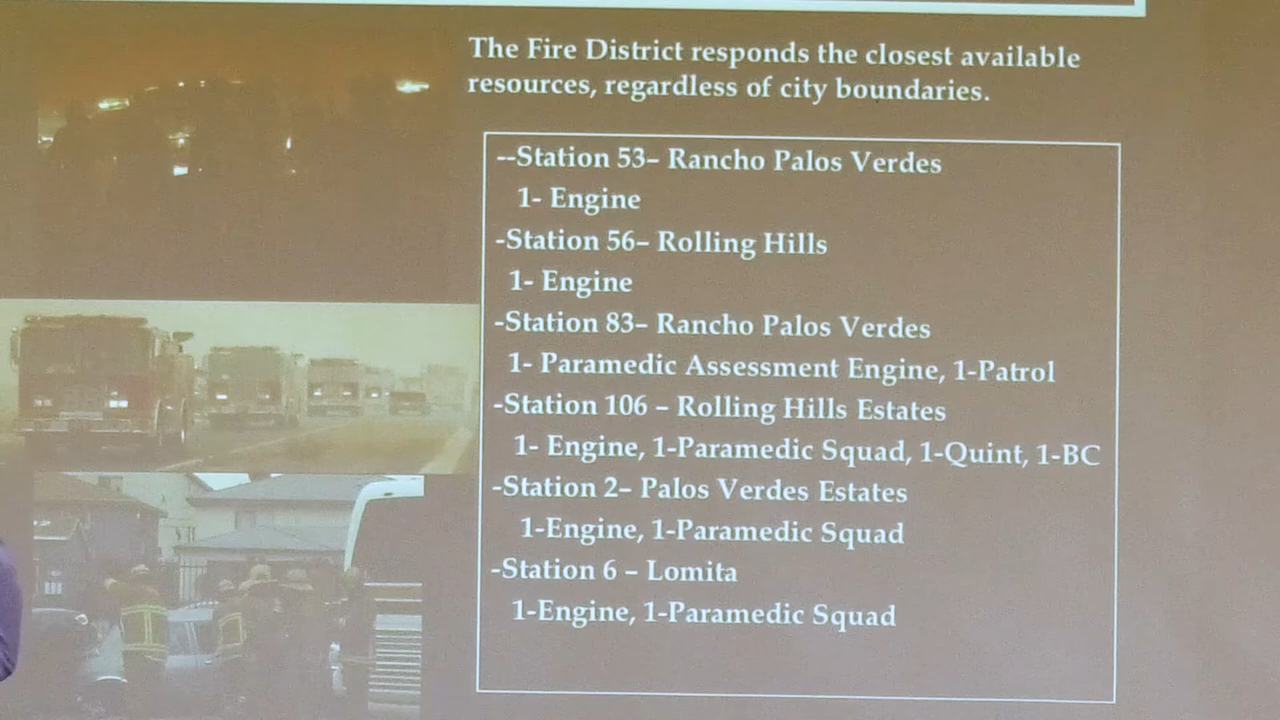 The Fire District responds the closest available
resources, regardless of city boundaries.
--Station 53– Rancho Palos Verdes
1- Engine
-Station 56– Rolling Hills
1- Engine
-Station 83– Rancho Palos Verdes
1- Paramedic Assessment Engine, 1-Patrol
-Station 106 – Rolling Hills Estates
1- Engine, 1-Paramedic Squad, 1-Quint, 1-BC
-Station 2– Palos Verdes Estates
1-Engine, 1-Paramedic Squad
-Station 6 – Lomita
1-Engine, 1-Paramedic Squad